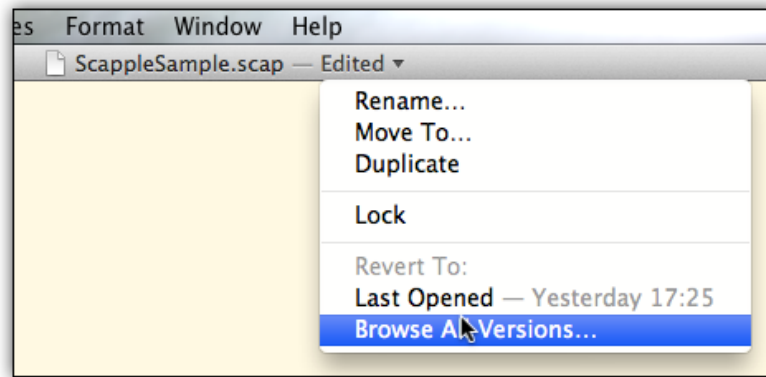 es Format Window Help
ScappleSample.scap — Edited ▾
Rename...
Move To...
Duplicate
Lock
Revert To:
Last Opened — Yesterday 17:25
Browse All Versions...